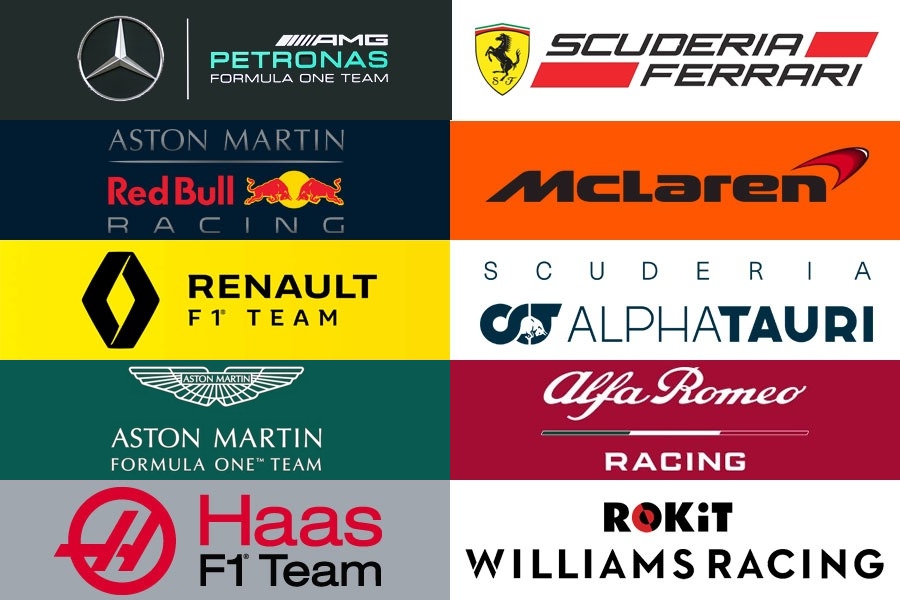 AMG
PETRONAS
FORMULA ONE TEAM
S F
SCUDERIA
FERRARI
ASTON MARTIN
Red Bull
RACING
McLaren
RENAULT
F1® TEAM
SCUDERIA
ALPHATAURI
ASTON MARTIN
ASTON MARTIN
FORMULA ONE™ TEAM
Alfa Romeo
RACING
Haas
F1® Team
ROKiT
WILLIAMS RACING